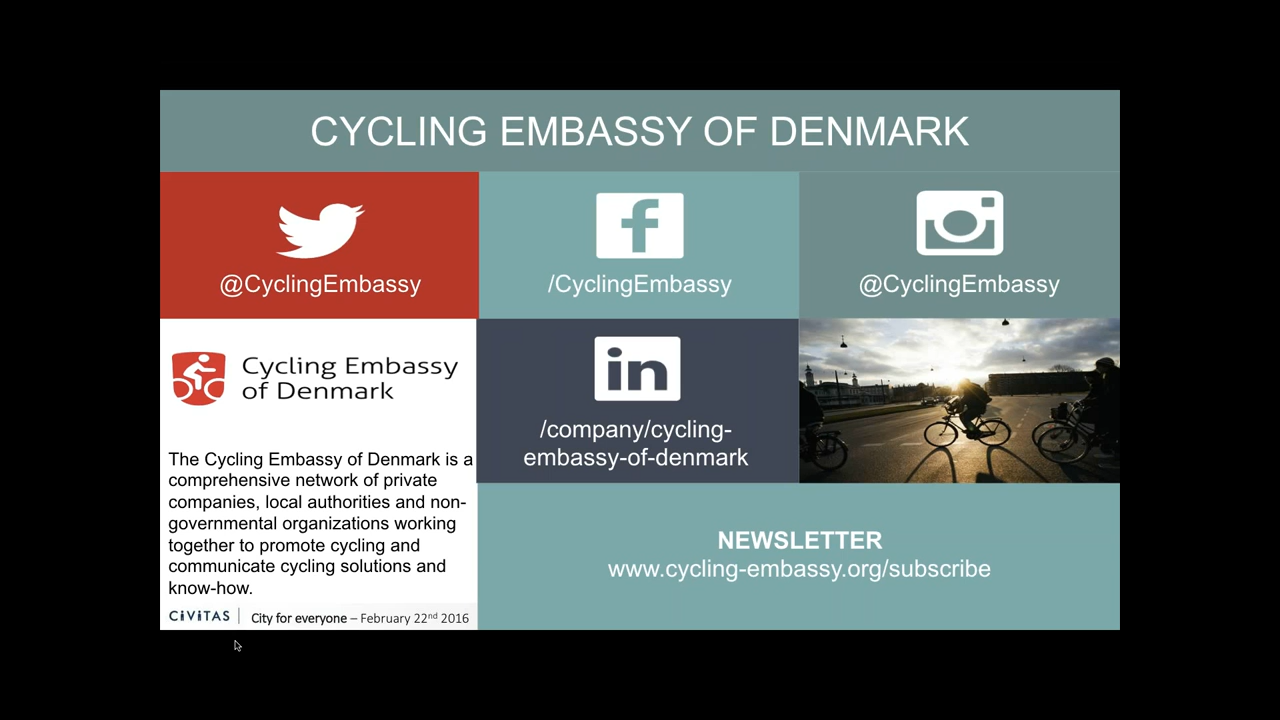 CYCLING EMBASSY OF DENMARK
@CyclingEmbassy
/CyclingEmbassy
@CyclingEmbassy
Cycling Embassy
of Denmark
/company/cycling-
embassy-of-denmark
The Cycling Embassy of Denmark is a
comprehensive network of private
companies, local authorities and non-
governmental organizations working
together to promote cycling and
communicate cycling solutions and
know-how.
NEWSLETTER
www.cycling-embassy.org/subscribe
CiViTAS | City for everyone – February 22nd 2016